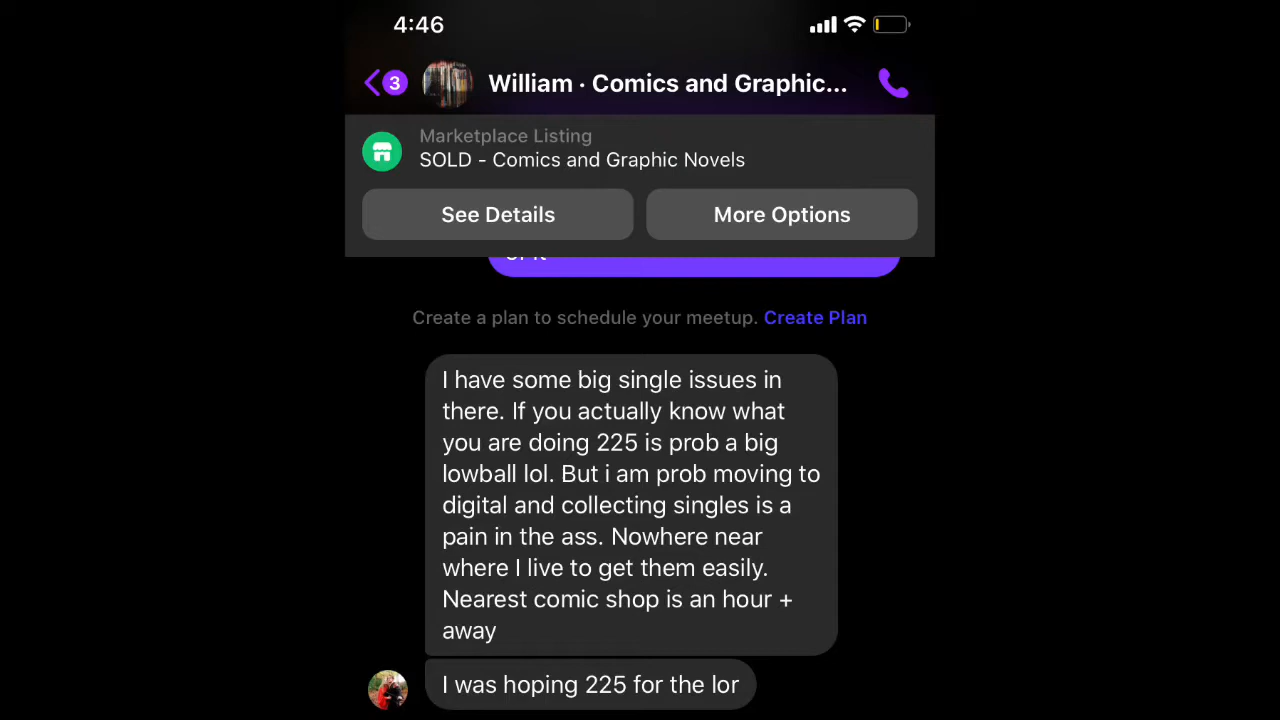 4:46
3
William · Comics and Graphic...
Marketplace Listing
SOLD - Comics and Graphic Novels
See Details
More Options
of it
Create a plan to schedule your meetup. Create Plan
I have some big single issues in
there. If you actually know what
you are doing 225 is prob a big
lowball lol. But i am prob moving to
digital and collecting singles is a
pain in the ass. Nowhere near
where I live to get them easily.
Nearest comic shop is an hour +
away
I was hoping 225 for the lor